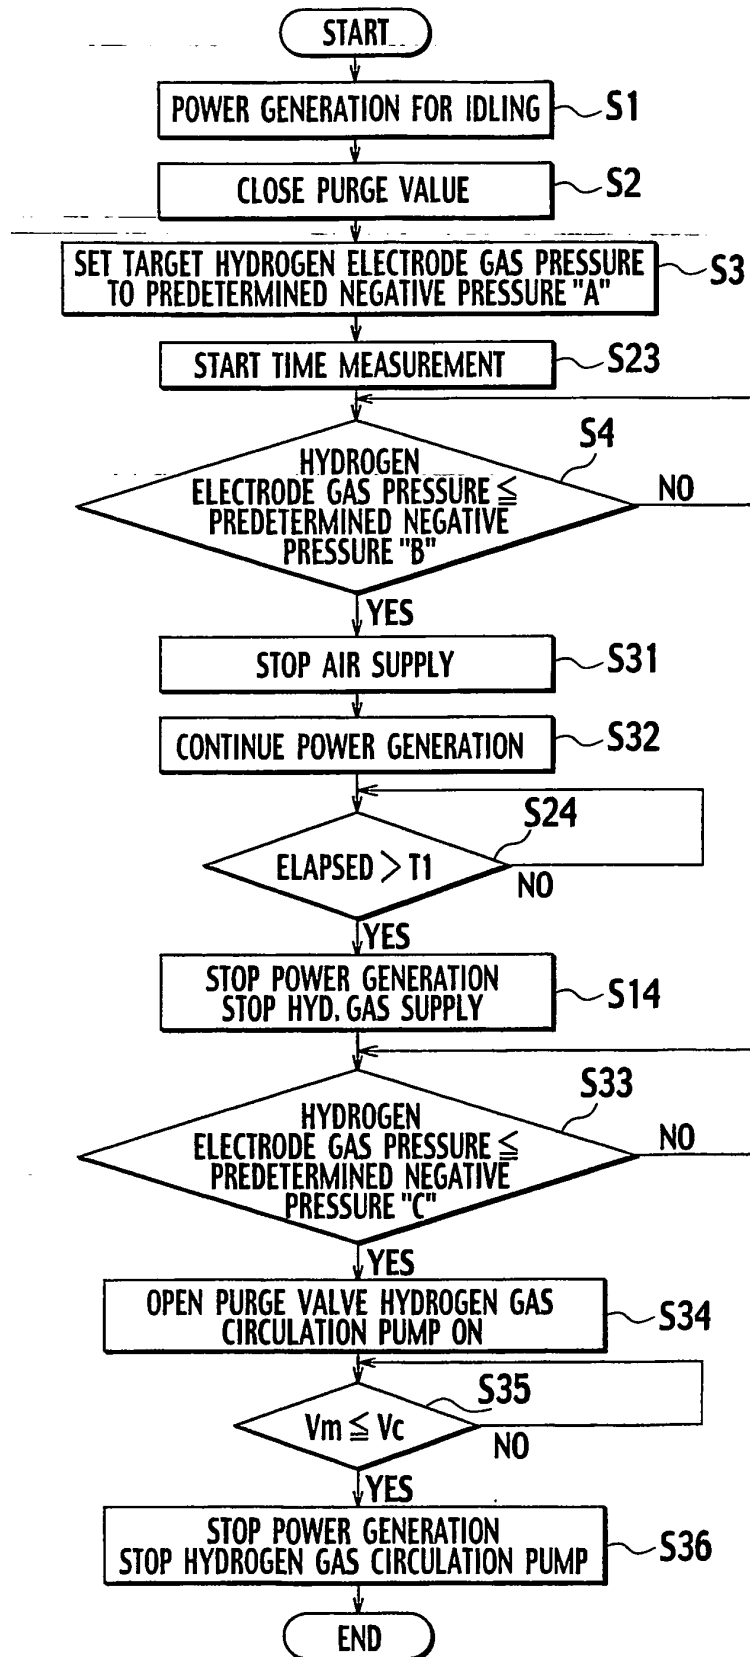 START
POWER GENERATION FOR IDLING
S1
CLOSE PURGE VALUE
S2
SET TARGET HYDROGEN ELECTRODE GAS PRESSURE
TO PREDETERMINED NEGATIVE PRESSURE "A"
S3
START TIME MEASUREMENT
S23
S4
HYDROGEN
ELECTRODE GAS PRESSURE ≦
PREDETERMINED NEGATIVE
PRESSURE "B"
NO
YES
STOP AIR SUPPLY
S31
CONTINUE POWER GENERATION
S32
S24
ELAPSED > T1
NO
YES
STOP POWER GENERATION
STOP HYD. GAS SUPPLY
S14
S33
HYDROGEN
ELECTRODE GAS PRESSURE ≦
PREDETERMINED NEGATIVE
PRESSURE "C"
NO
YES
OPEN PURGE VALVE HYDROGEN GAS
CIRCULATION PUMP ON
S34
S35
Vm ≦ Vc
NO
YES
STOP POWER GENERATION
STOP HYDROGEN GAS CIRCULATION PUMP
S36
END